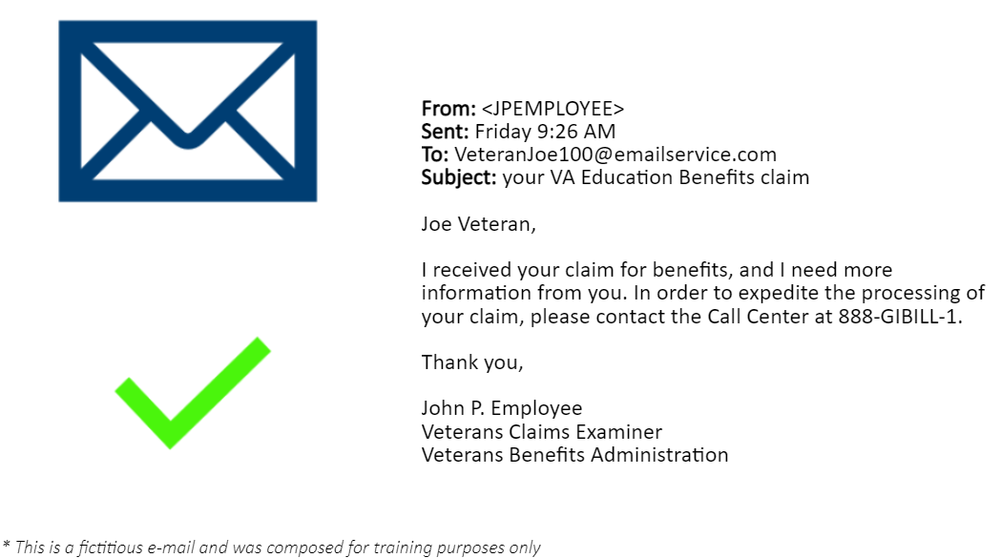 From: <JPEMPLOYEE>
Sent: Friday 9:26 AM
To: VeteranJoe100@emailservice.com
Subject: your VA Education Benefits claim
Joe Veteran,
I received your claim for benefits, and I need more
information from you. In order to expedite the processing of
your claim, please contact the Call Center at 888-GIBILL-1.
Thank you,
John P. Employee
Veterans Claims Examiner
Veterans Benefits Administration
* This is a fictitious e-mail and was composed for training purposes only